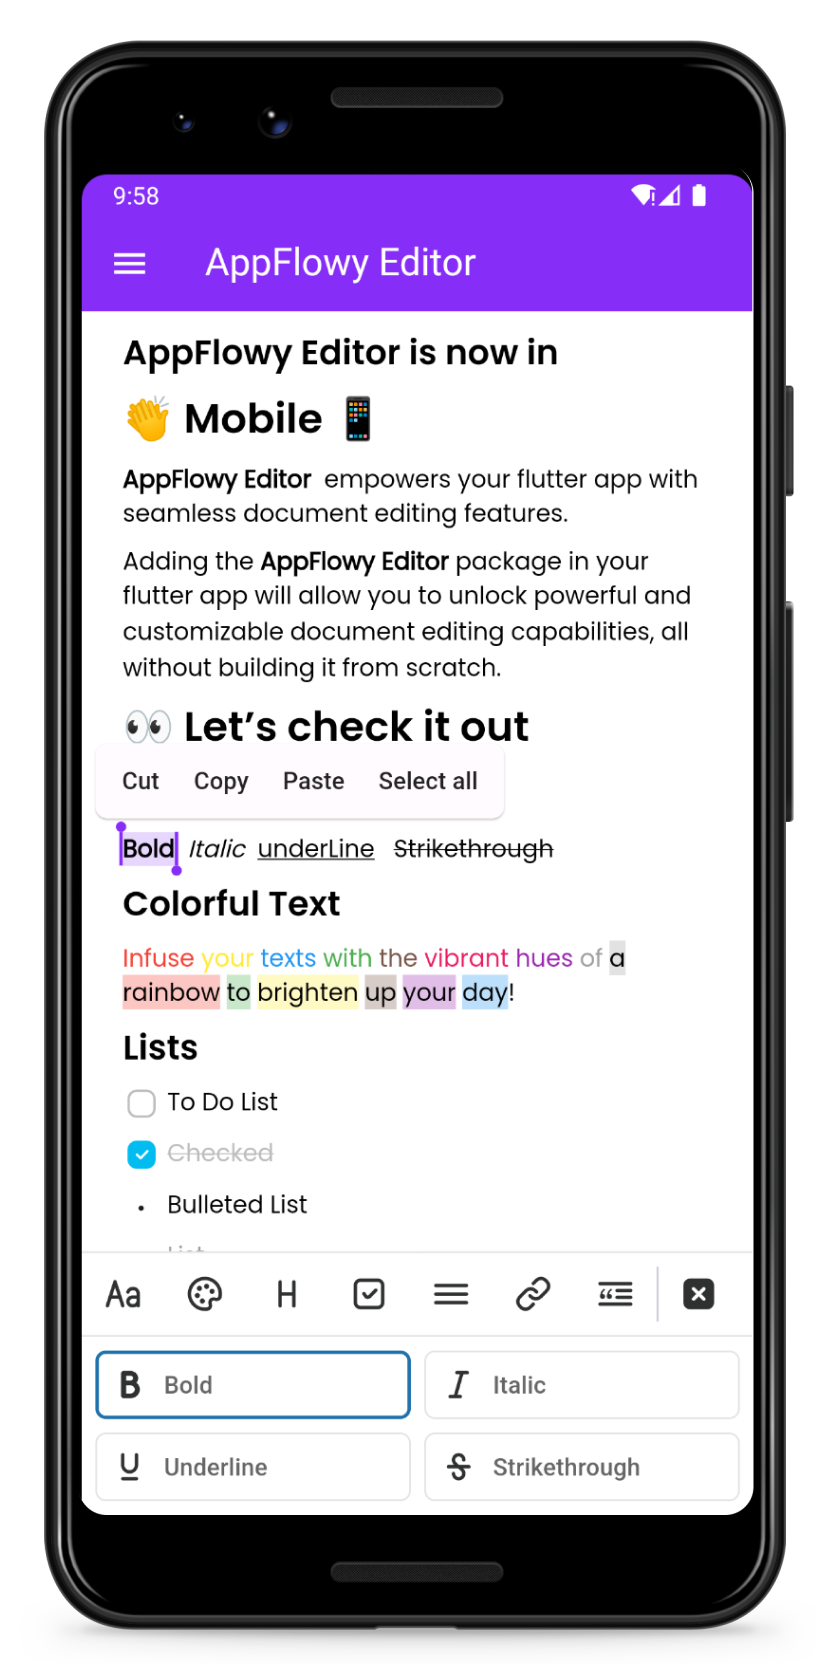 9:58
AppFlowy Editor
AppFlowy Editor is now in
👋 Mobile 📱
AppFlowy Editor empowers your flutter app with
seamless document editing features.
Adding the AppFlowy Editor package in your
flutter app will allow you to unlock powerful and
customizable document editing capabilities, all
without building it from scratch.
👀 Let's check it out
Cut Copy Paste Select all
Bold Italic underLine Strikethrough
Colorful Text
Infuse your texts with the vibrant hues of a
rainbow to brighten up your day!
Lists
To Do List
Checked
• Bulleted List
List
Aa H
B Bold I Italic
U Underline S Strikethrough